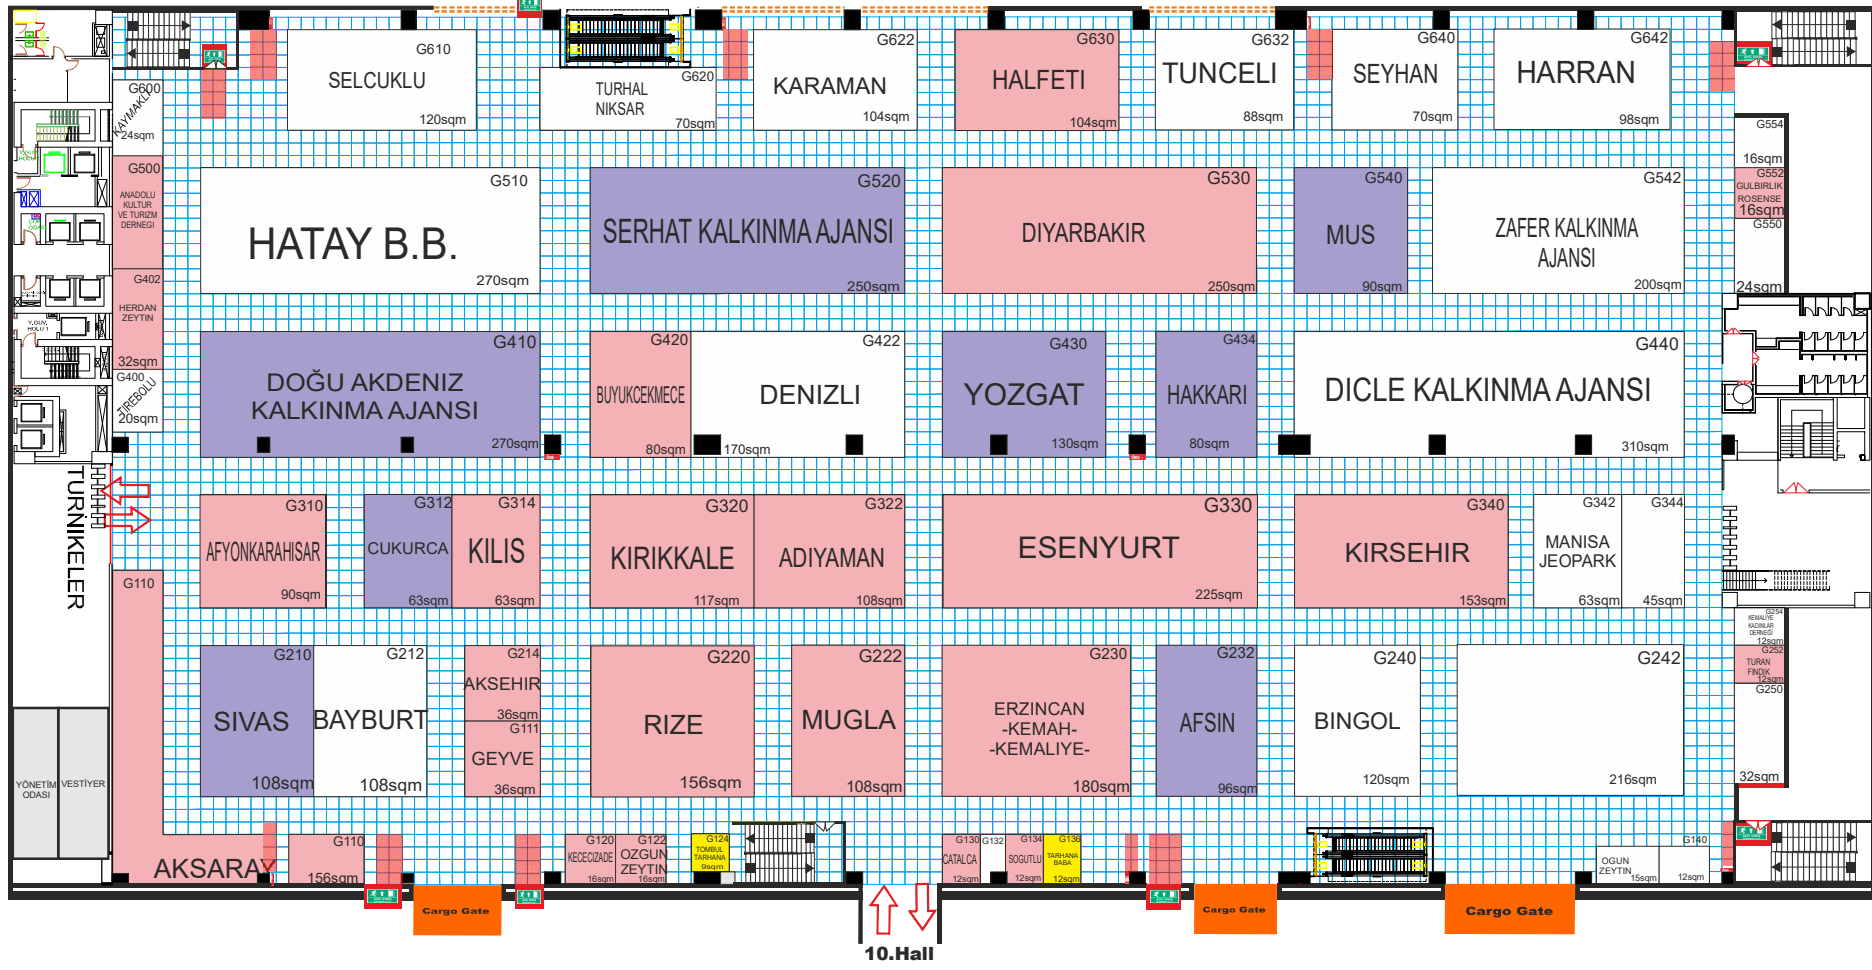 G610
SELCUKLU
120sqm
G620
TURHAL
NIKSAR
70sqm
G622
KARAMAN
104sqm
G630
HALFETI
104sqm
G632
TUNCELI
88sqm
G640
SEYHAN
70sqm
G642
HARRAN
98sqm
G600
KAYMAKLI
24sqm
G554
16sqm
G500
ANADOLU
KULTUR
VE TURIZM
DERNEGI
G510
HATAY B.B.
270sqm
G520
SERHAT KALKINMA AJANSI
250sqm
G530
DIYARBAKIR
250sqm
G540
MUS
90sqm
G542
ZAFER KALKINMA
AJANSI
200sqm
G552
GULBIRLIK
ROSENSE
16sqm
G550
24sqm
G402
HERDAN
ZEYTIN
32sqm
G400
TIREBOLU
20sqm
G410
DOĞU AKDENIZ
KALKINMA AJANSI
270sqm
G420
BUYUKCEKMECE
80sqm
G422
DENIZLI
170sqm
G430
YOZGAT
130sqm
G434
HAKKARI
80sqm
G440
DICLE KALKINMA AJANSI
310sqm
TURNİKELER
G310
AFYONKARAHISAR
90sqm
G312
CUKURCA
63sqm
G314
KILIS
63sqm
G320
KIRIKKALE
117sqm
G322
ADIYAMAN
108sqm
G330
ESENYURT
225sqm
G340
KIRSEHIR
153sqm
G342
MANISA
JEOPARK
63sqm
G344
45sqm
G110
G210
SIVAS
108sqm
G212
BAYBURT
108sqm
G214
AKSEHIR
36sqm
G111
GEYVE
36sqm
G220
RIZE
156sqm
G222
MUGLA
108sqm
G230
ERZINCAN
-KEMAH-
-KEMALIYE-
180sqm
G232
AFSIN
96sqm
G240
BINGOL
120sqm
G242
216sqm
G254
KEMALIYE
KADINLAR
DERNEĞI
12sqm
G252
TURAN
FINDIK
12sqm
G250
32sqm
YÖNETİM
ODASI
VESTİYER
AKSARAY
G110
156sqm
G120
KECECIZADE
16sqm
G122
OZGUN
ZEYTIN
16sqm
G124
TOMBUL
TARHANA
9sqm
G130
CATALCA
12sqm
G132
G134
SOGUTLU
12sqm
G136
TARHANA
BABA
12sqm
OGUN
ZEYTIN
15sqm
G140
12sqm
Cargo Gate
Cargo Gate
Cargo Gate
10.Hall